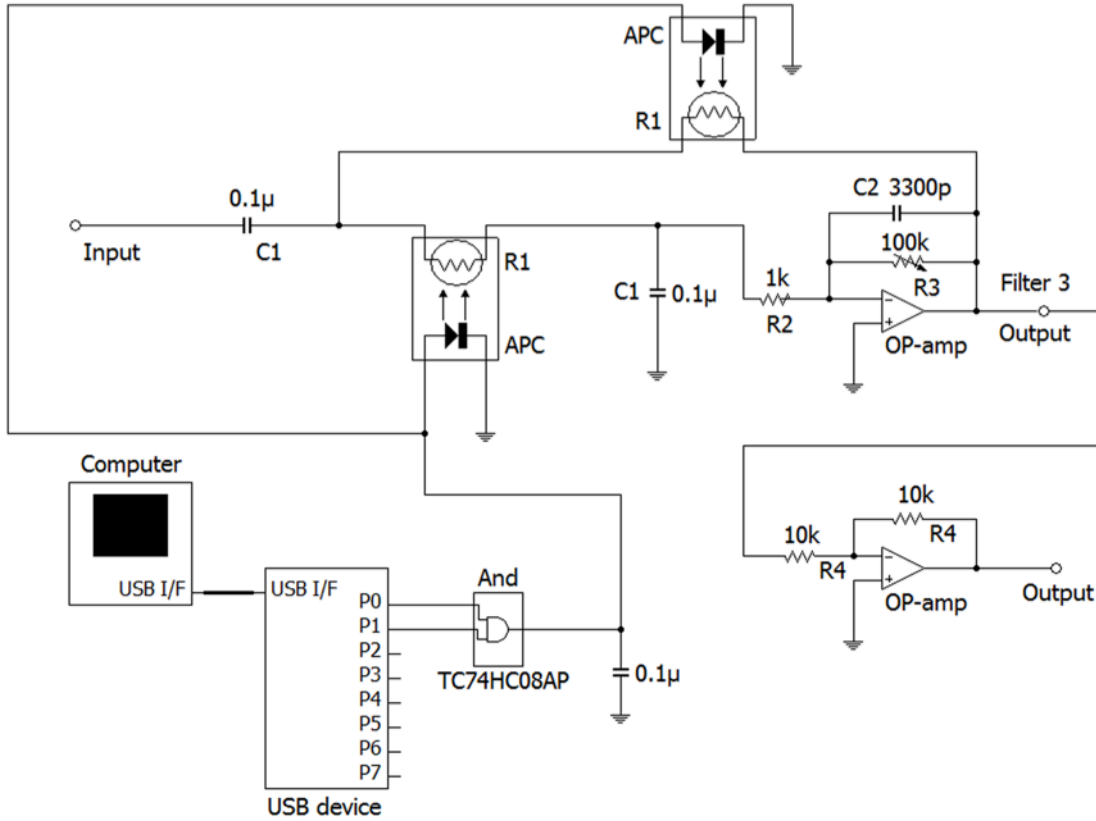 APC
R1
C2 3300p
0.1μ
100k
Input
C1
R1
1k
C1
0.1μ
R3
Filter 3
R2
APC
OP-amp
Output
Computer
10k
10k
R4
R4
USB I/F
USB I/F
And
OP-amp
Output
P0
P1
P2
P3
P4
P5
P6
P7
TC74HC08AP
0.1μ
USB device